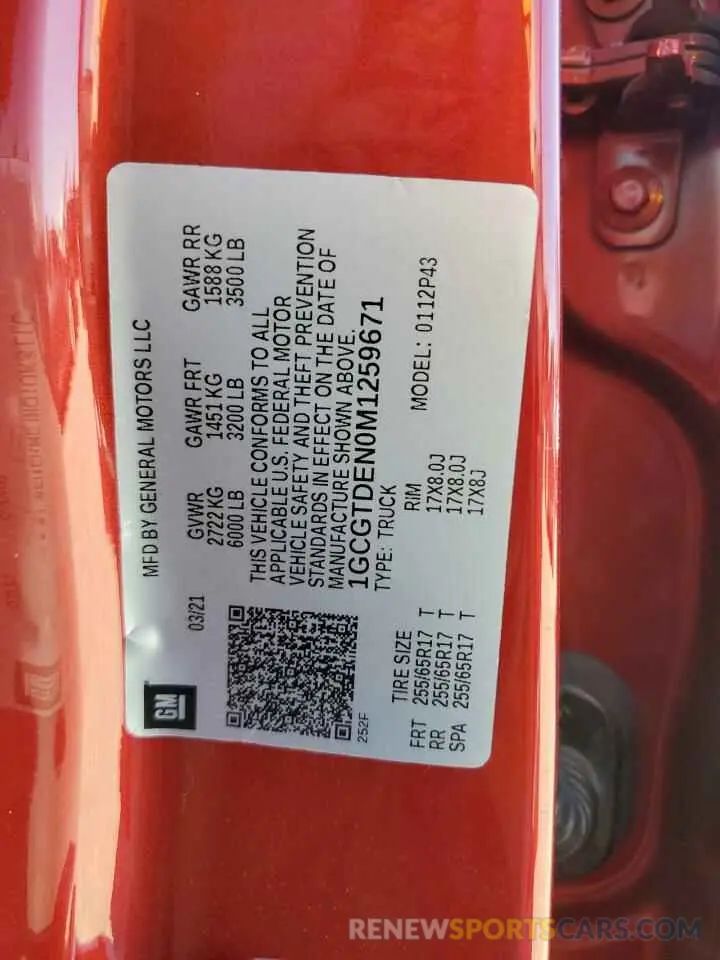 MFD BY GENERAL MOTORS LLC
03/21
GVWR GAWR FRT GAWR RR
2722 KG 1451 KG 1588 KG
6000 LB 3200 LB 3500 LB
THIS VEHICLE CONFORMS TO ALL
APPLICABLE U.S. FEDERAL MOTOR
VEHICLE SAFETY AND THEFT PREVENTION
STANDARDS IN EFFECT ON THE DATE OF
MANUFACTURE SHOWN ABOVE.
1GCGTDEN0M1259671
TYPE: TRUCK MODEL: 0112P43
GM
252F
TIRE SIZE RIM
FRT 255/65R17 T 17X8.0J
RR 255/65R17 T 17X8.0J
SPA 255/65R17 T 17X8J
RENEWSPORTSCARS.COM